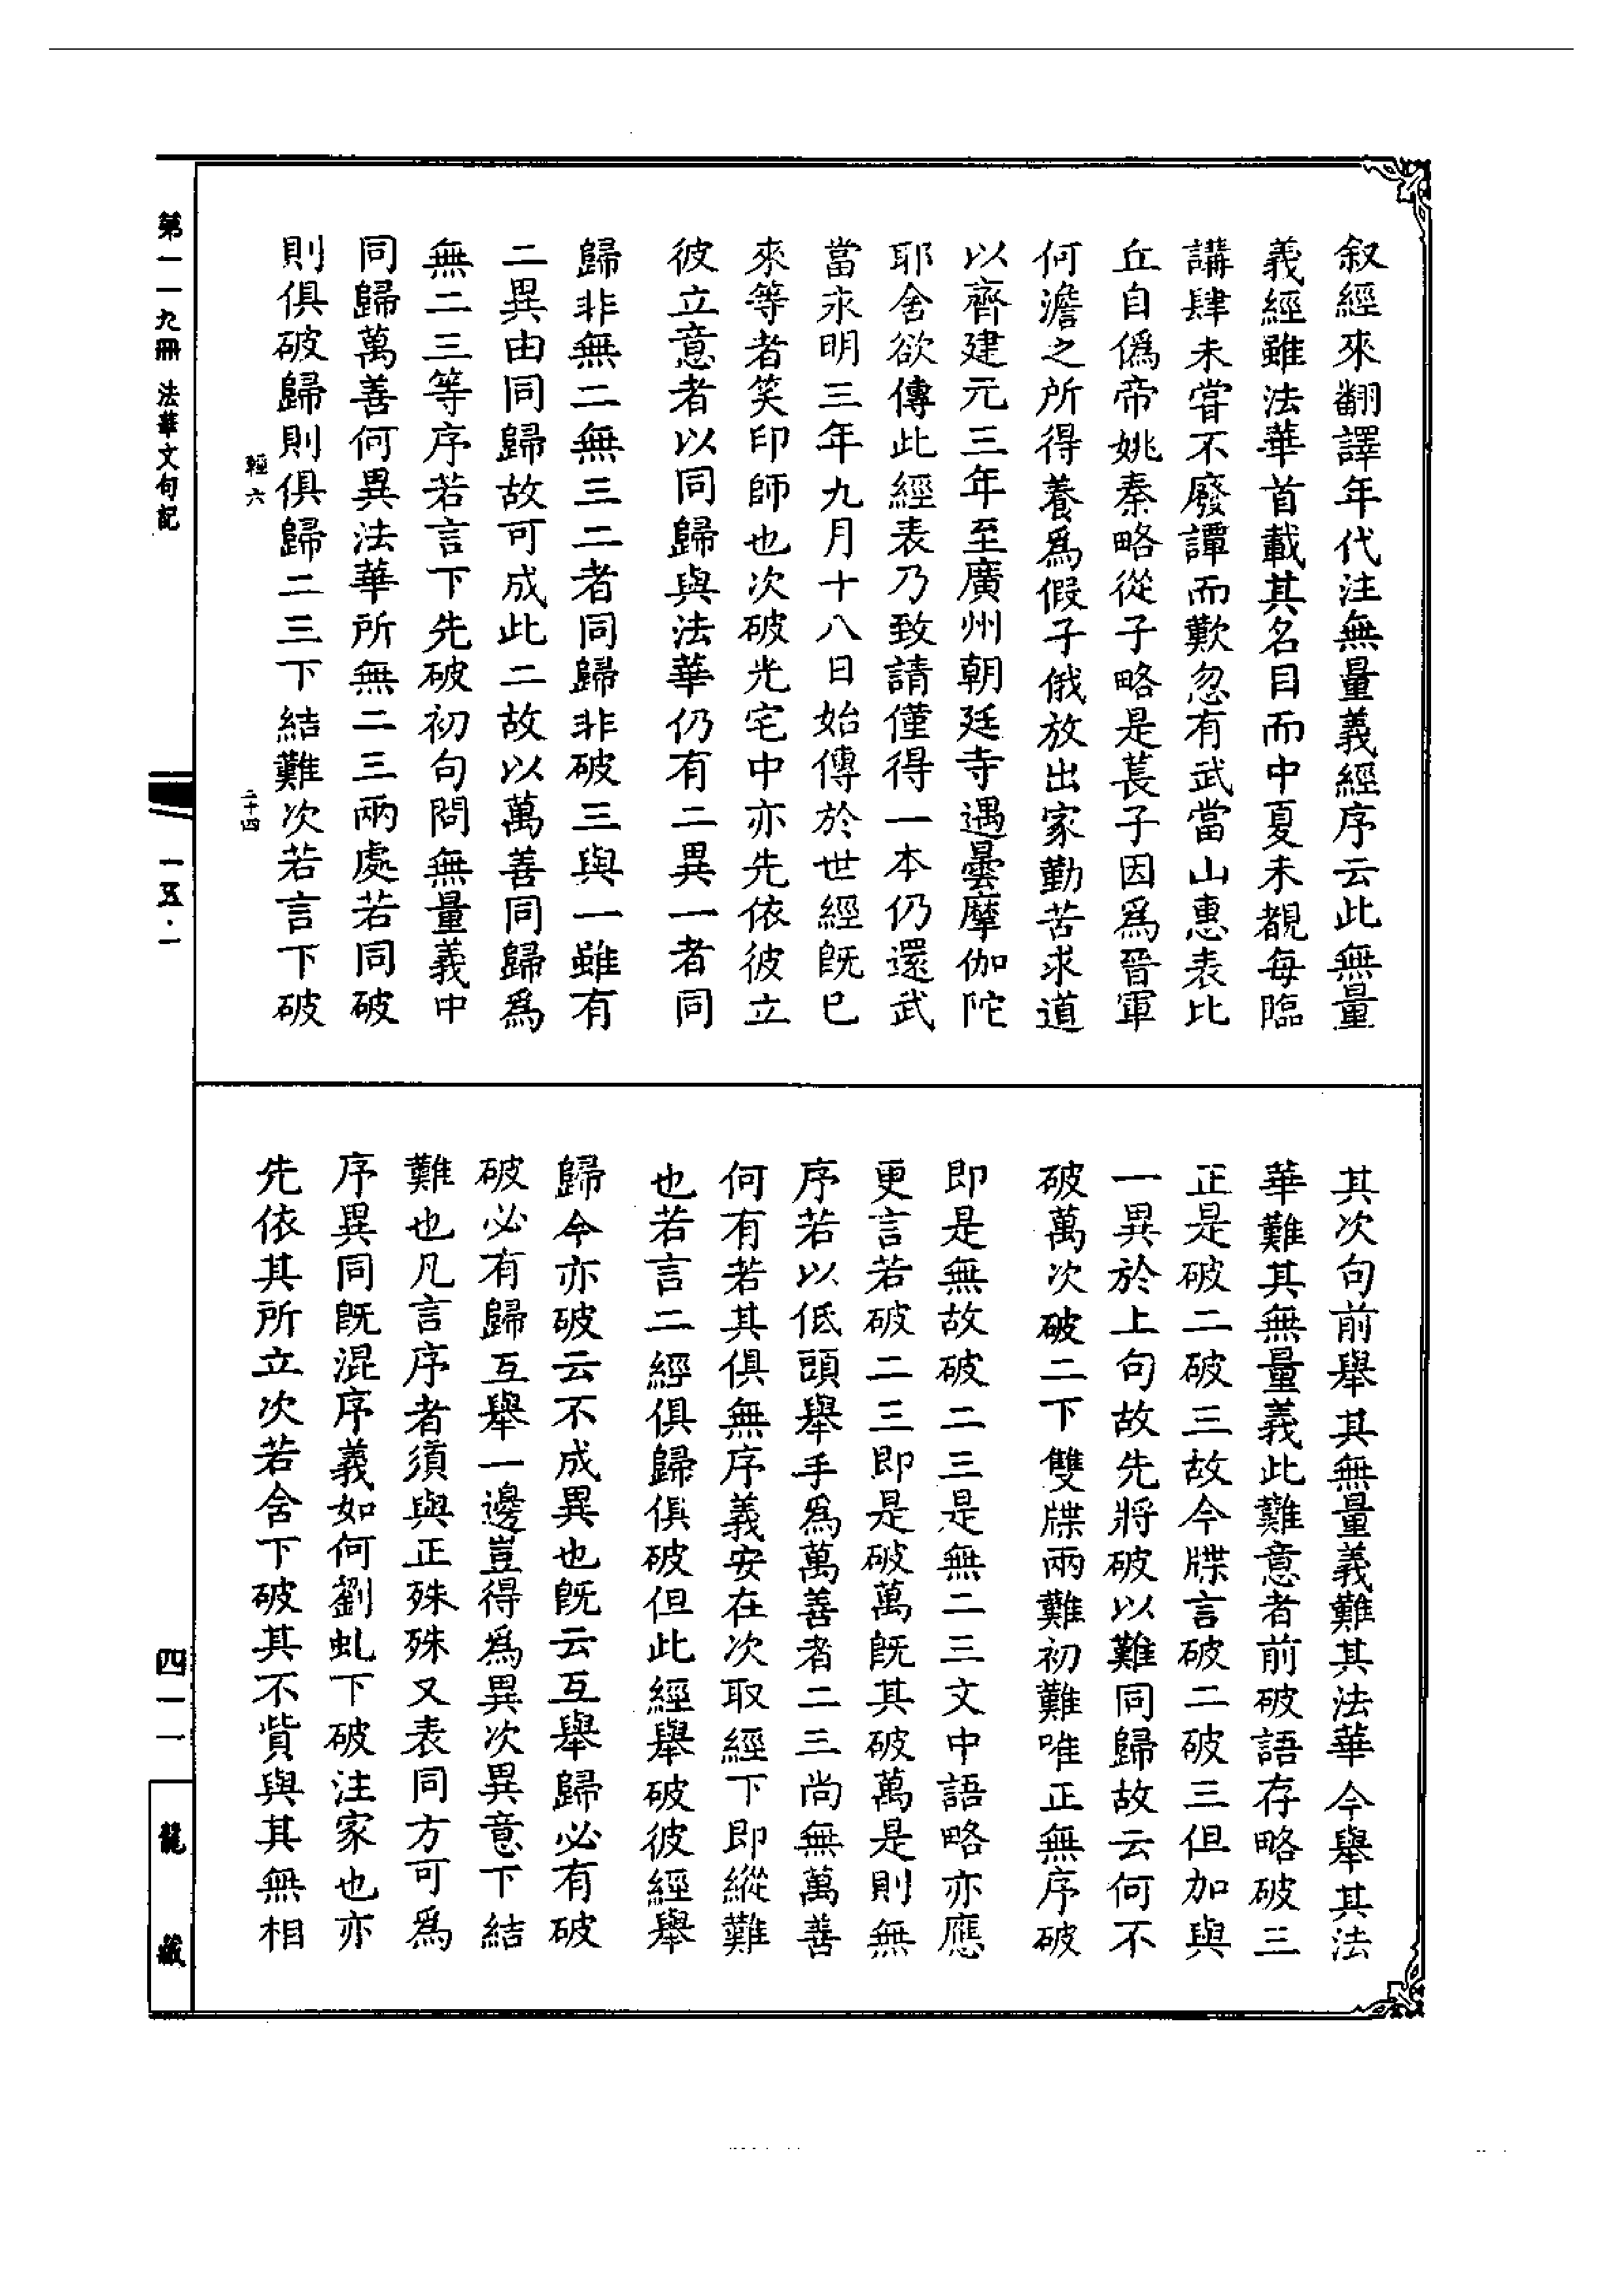 叙經來翻譯年代注無量義經序云此無量
義經雖法華首載其名目而中夏未覩每臨
講肆未甞不廢譚而歎忽有武當山惠表比
丘自偽帝姚秦略從子略是萇子因為晉軍
何澹之所得養為假子俄放出家勤苦求道
以齊建元三年至廣州朝廷寺遇曇摩伽陀
耶舍欲傳此經表乃致請僅得一本仍還武
當永明三年九月十八日始傳於世經既已
來等者笑印師也次破光宅中亦先依彼立
彼立意者以同歸與法華仍有二異一者同
歸非無二無三二者同歸非破三與一雖有
二異由同歸故可成此二故以萬善同歸為
無二三等序若言下先破初句問無量義中
同歸萬善何異法華所無二三兩處若同破
則俱破歸則俱歸二三下結難次若言下破
輕六
二十四
其次句前舉其無量義難其法華今舉其法
華難其無量義此難意者前破語存略破三
正是破二破三故今牒言破二破三但加與
一異於上句故先將破以難同歸故云何不
破萬次破二下雙牒兩難初難唯正無序破
即是無故破二三是無二三文中語略亦應
更言若破二三即是破萬既其破萬是則無
序若以低頭舉手為萬善者二三尚無萬善
何有若其俱無序義安在次取經下即縱難
也若言二經俱歸俱破但此經舉破彼經舉
歸今亦破云不成異也既云互舉歸必有破
破必有歸互舉一邊豈得為異次異意下結
難也凡言序者須與正殊殊又表同方可為
序異同既混序義如何劉虬下破注家也亦
先依其所立次若舍下破其不貲與其無相
第一一九冊 法華文句記
一五·一
四一一
龍藏